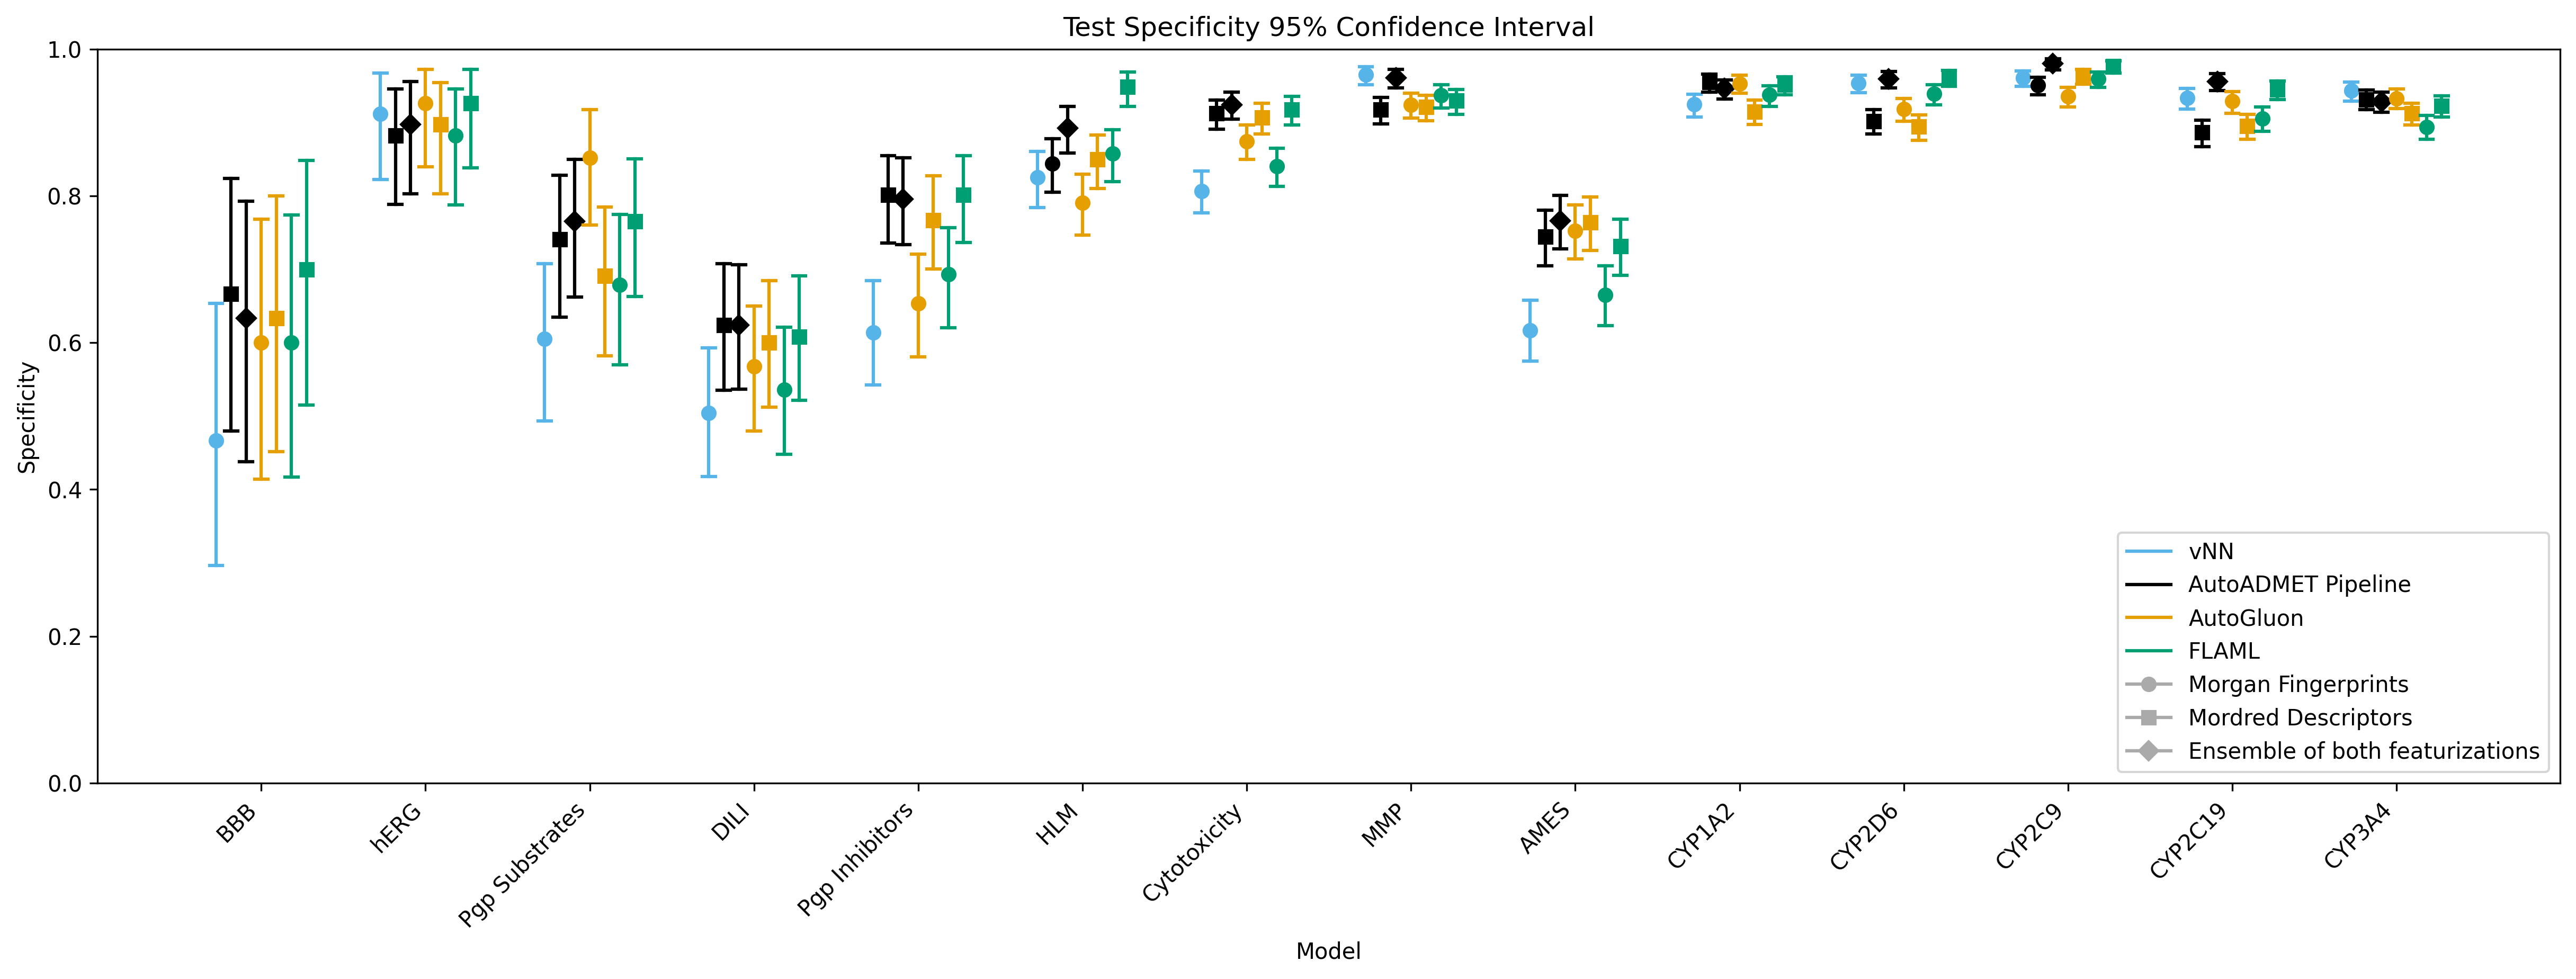 Test Specificity 95% Confidence Interval
Specificity
1.0
0.8
0.6
0.4
0.2
0.0
BBB
hERG
Pgp Substrates
DILI
Pgp Inhibitors
HLM
Cytotoxicity
MMP
AMES
CYP1A2
CYP2D6
CYP2C9
CYP2C19
CYP3A4
Model
vNN
AutoADMET Pipeline
AutoGluon
FLAML
Morgan Fingerprints
Mordred Descriptors
Ensemble of both featurizations